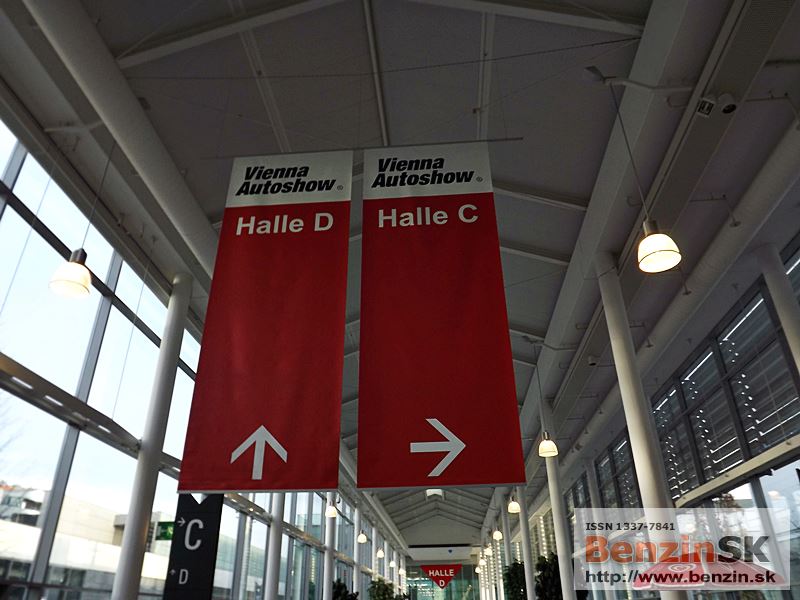 Vienna
Autoshow®
Halle D
Vienna
Autoshow®
Halle C
C
D
HALLE
D
ISSN 1337-7841
BenzinSK
http://www.benzin.sk